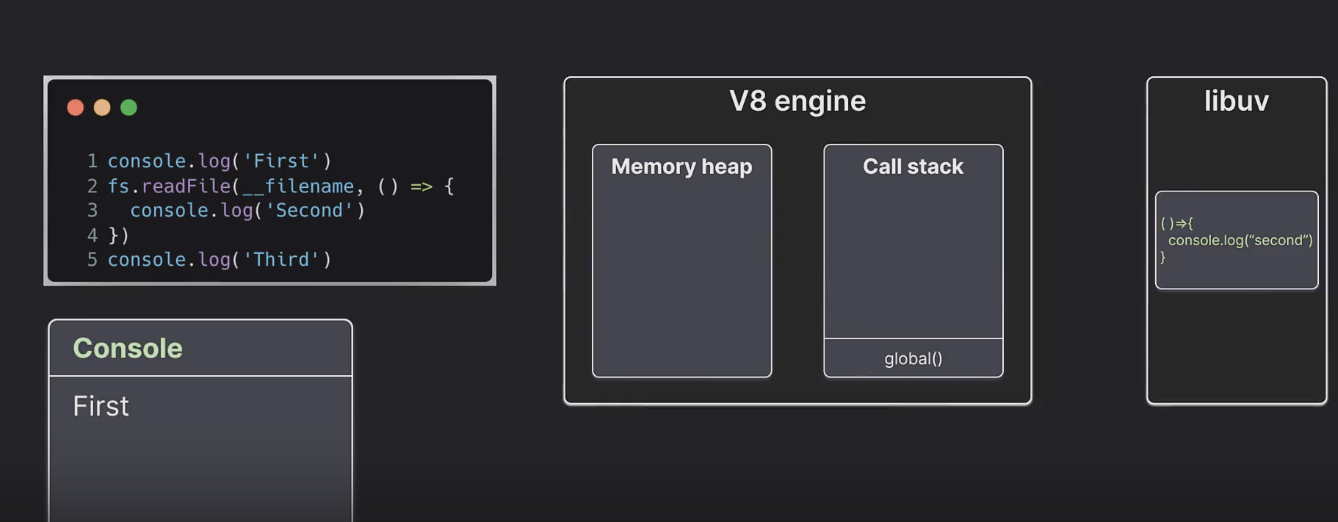 1 console.log('First')
2 fs.readFile(__filename, () => {
3   console.log('Second')
4 })
5 console.log('Third')
Console
First
V8 engine
Memory heap
Call stack
global()
libuv
()=>{
console.log(“second”)
}